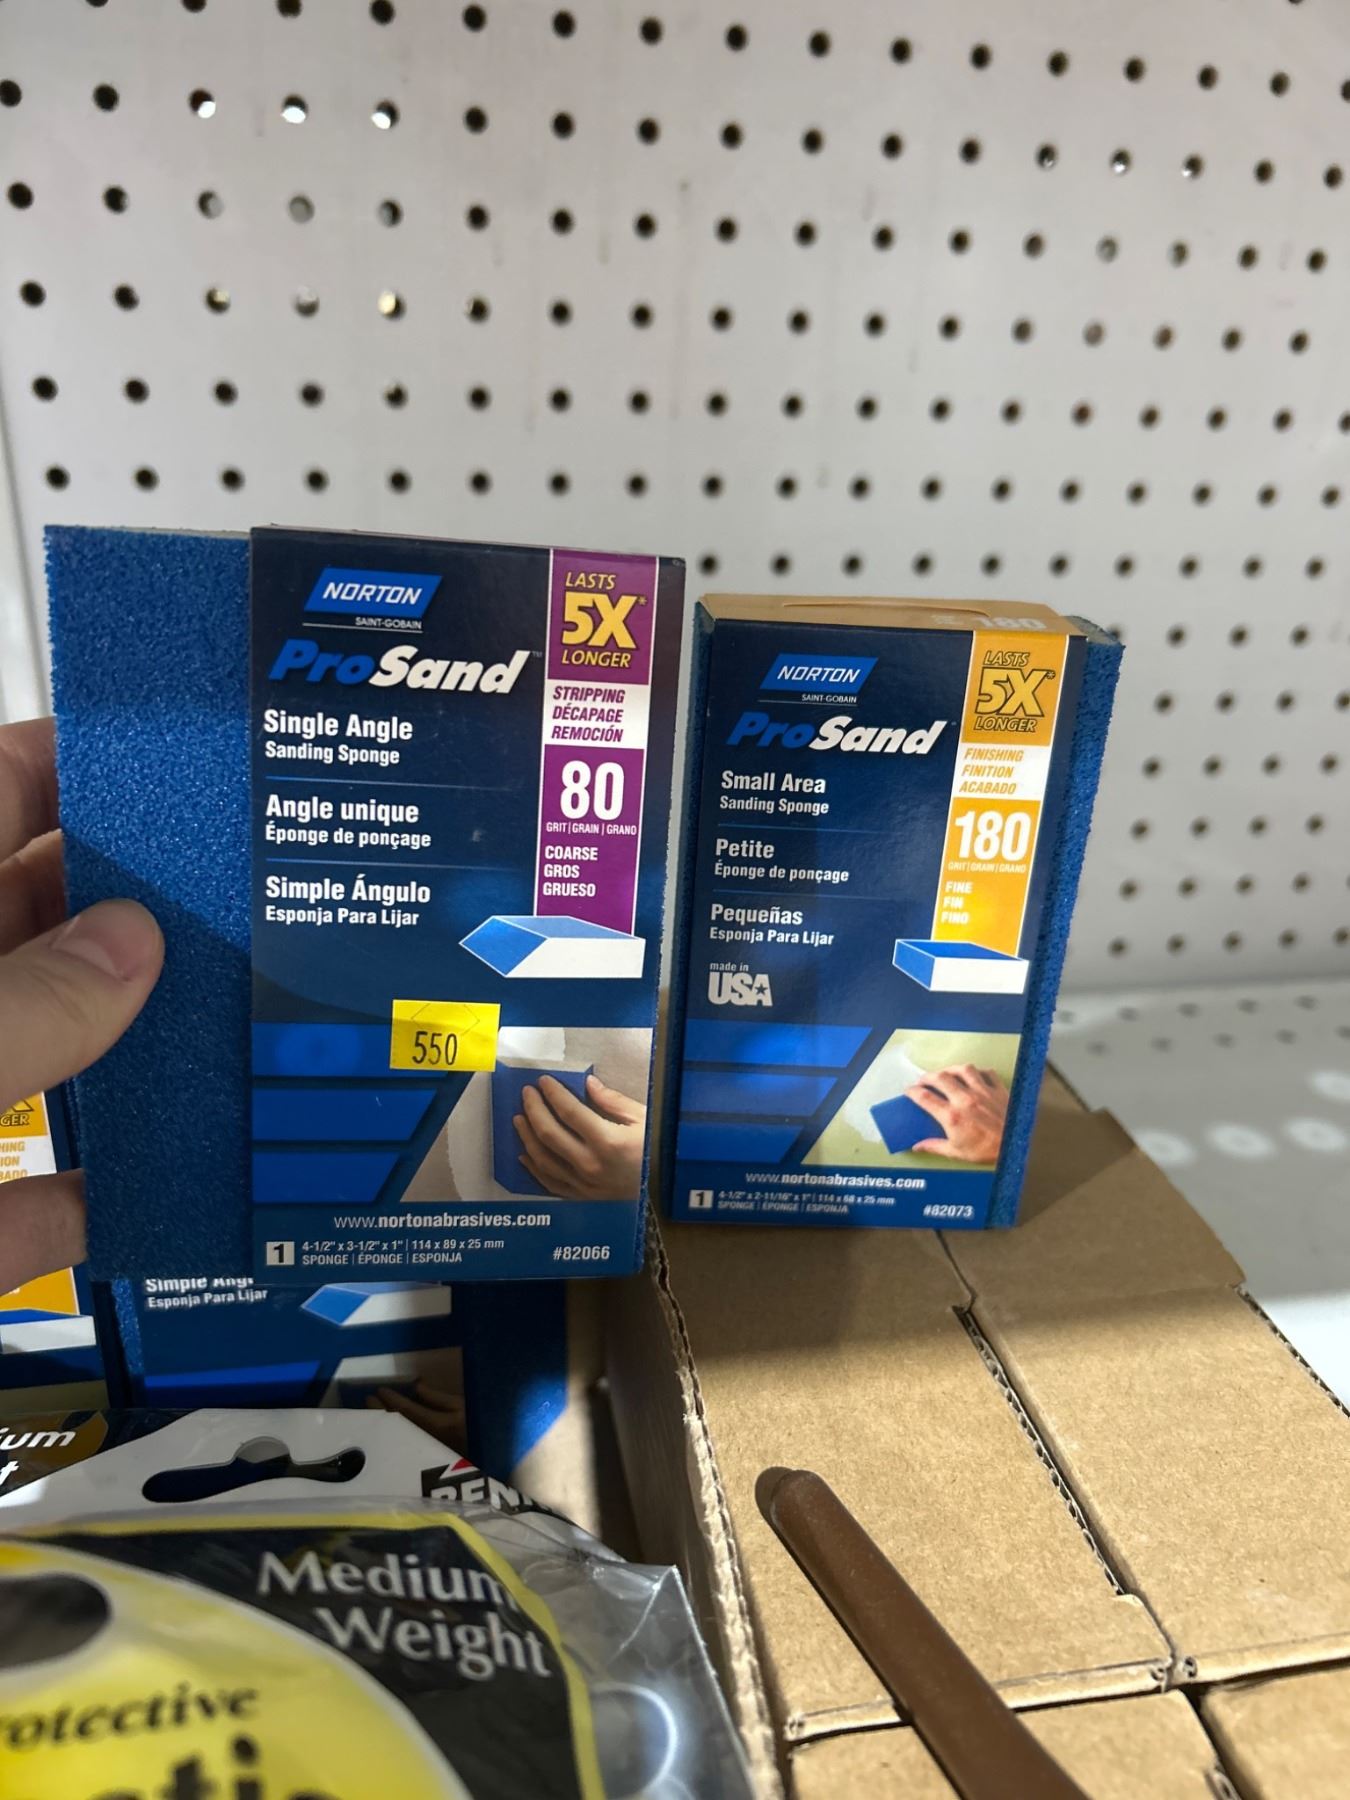 NORTON
SAINT-GOBAIN
ProSand™
Single Angle
Sanding Sponge
Angle unique
Éponge de ponçage
Simple Ángulo
Esponja Para Lijar
LASTS
5X*
LONGER
STRIPPING
DÉCAPAGE
REMOCIÓN
80
GRIT | GRAIN | GRANO
COARSE
GROS
GRUESO
550
www.nortonabrasives.com
1 4-1/2" x 3-1/2" x 1" | 114 x 89 x 25 mm
SPONGE | ÉPONGE | ESPONJA
#82066
180
NORTON
SAINT-GOBAIN
ProSand
Small Area
Sanding Sponge
Petite
Éponge de ponçage
Pequeñas
Esponja Para Lijar
made in
USA
LASTS
5X*
LONGER
FINISHING
FINITION
ACABADO
180
GRIT | GRAIN | GRANO
FINE
FIN
FINO
www.nortonabrasives.com
1 4-1/2" x 2-11/16" x 1" | 114 x 68 x 25 mm
SPONGE | ÉPONGE | ESPONJA
#82073
Simple Ángu
Esponja Para Lijar
Medium
Weight
otective